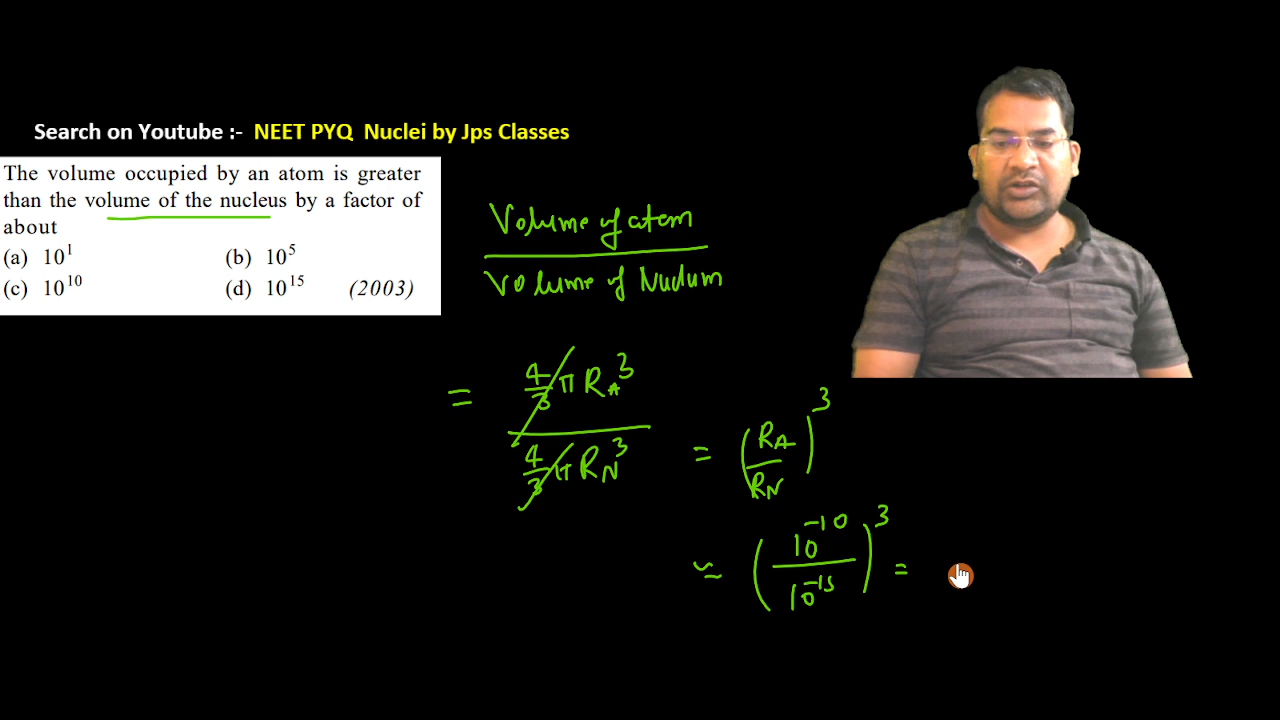 Search on Youtube :- NEET PYQ Nuclei by Jps Classes
The volume occupied by an atom is greater
than the volume of the nucleus by a factor of
about
(a) 10^1 (b) 10^5
(c) 10^10 (d) 10^15 (2003)
Volume of atom
Volume of
= 4/3 π R_A^3
4/3 π R_N^3
= (R_A/R_N)^3
≃ (10^-10/10^-15)^3 =